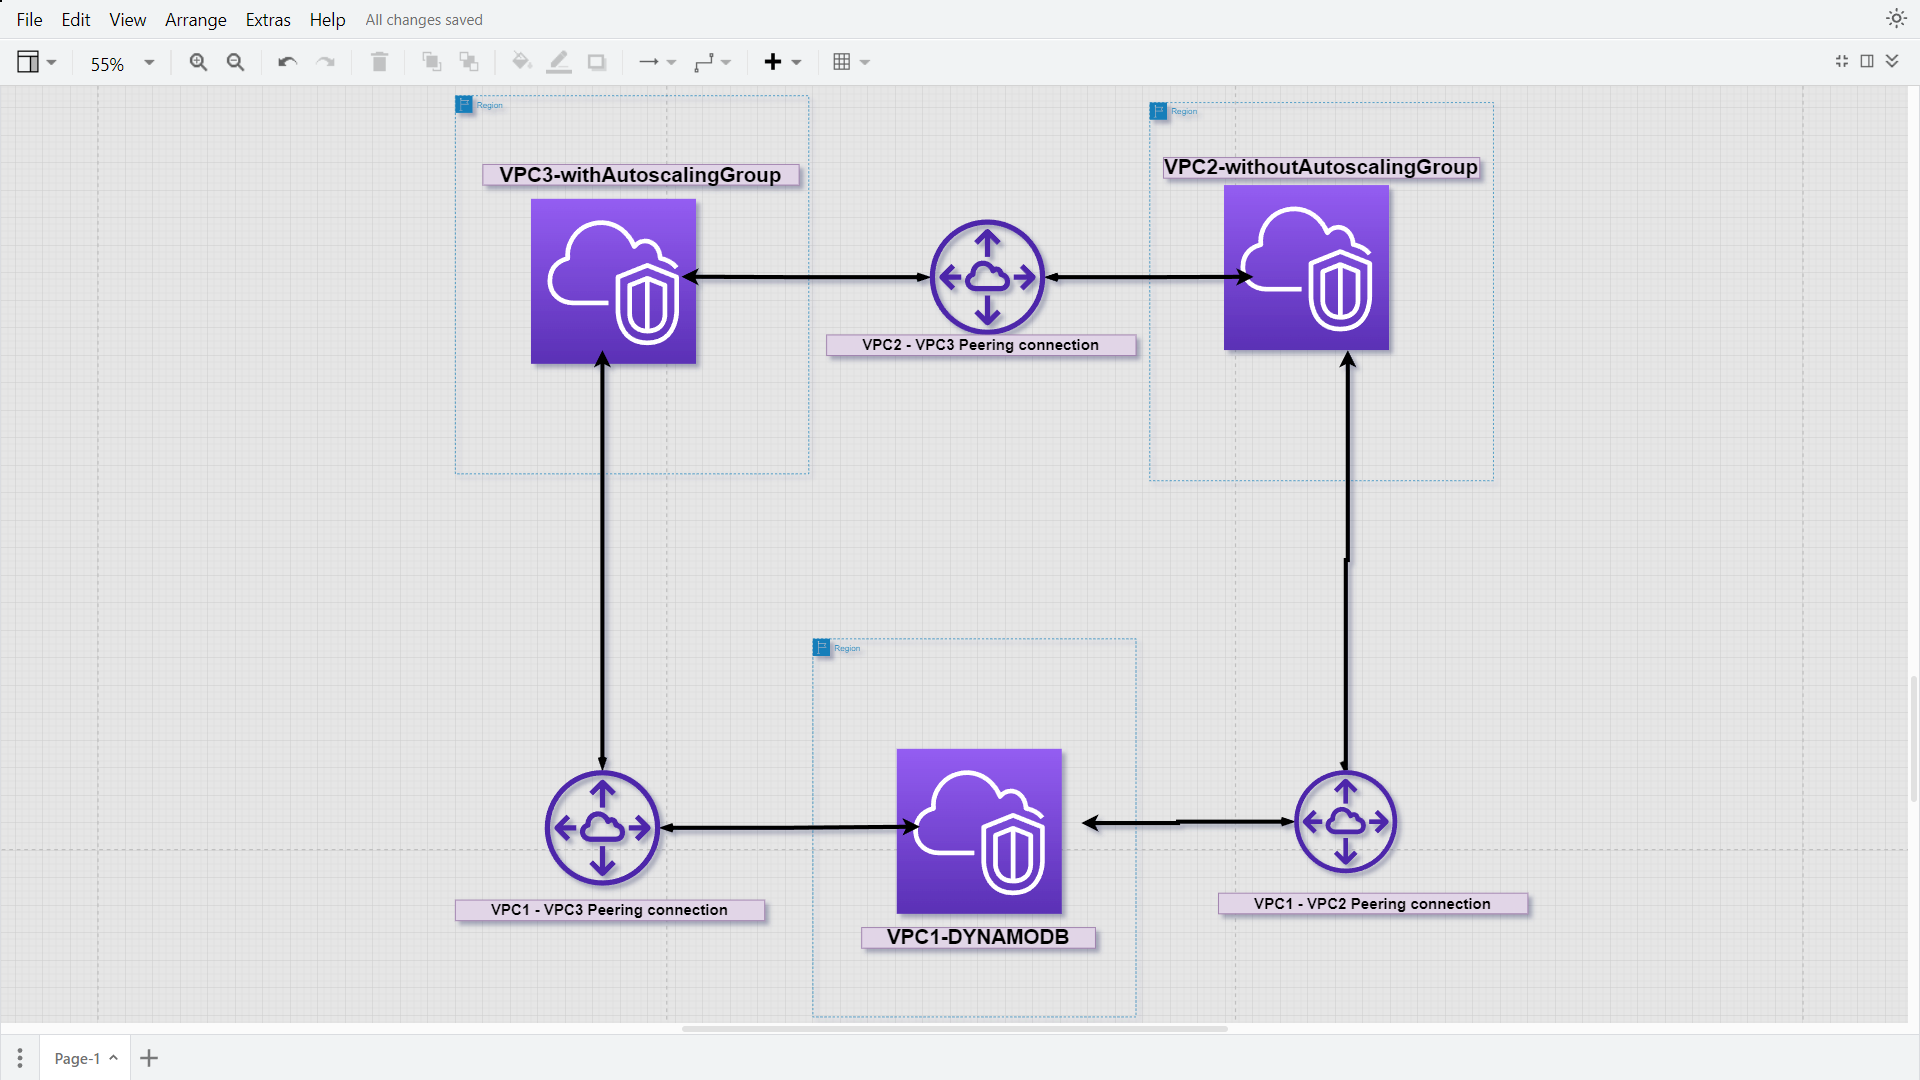 File Edit View Arrange Extras Help All changes saved
55%
Region
Region
VPC3-withAutoscalingGroup
VPC2-withoutAutoscalingGroup
VPC2 - VPC3 Peering connection
Region
VPC1 - VPC3 Peering connection
VPC1 - VPC2 Peering connection
VPC1-DYNAMODB
Page-1